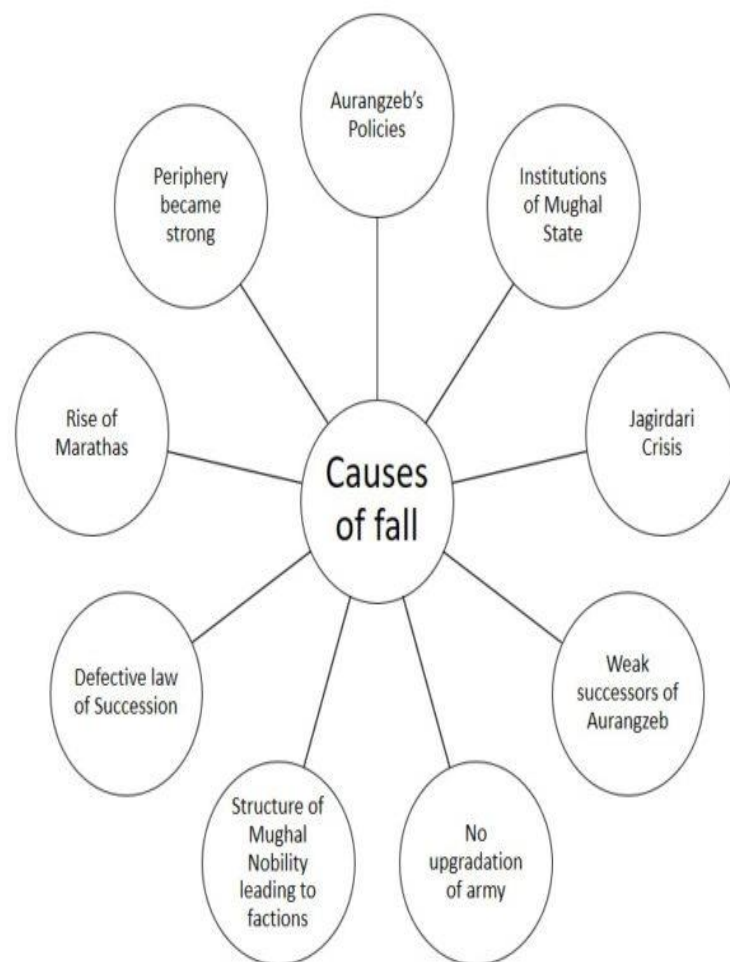 Causes
of fall
Aurangzeb's
Policies
Institutions
of Mughal
State
Jagirdari
Crisis
Weak
successors of
Aurangzeb
No
upgradation
of army
Structure of
Mughal
Nobility
leading to
factions
Defective law
of Succession
Rise of
Marathas
Periphery
became
strong